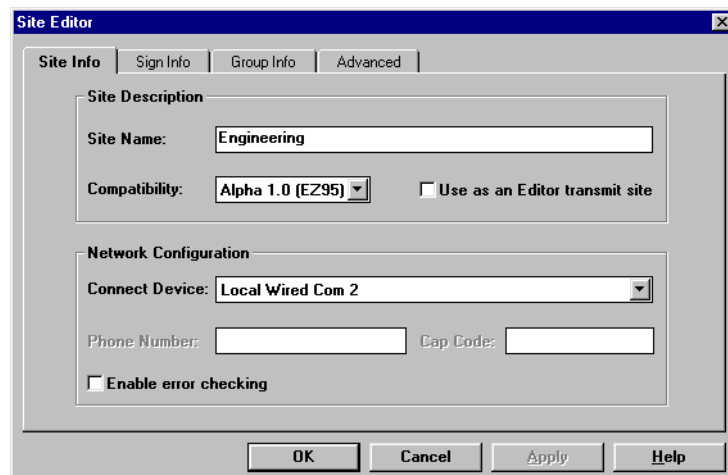 Site Editor
Site Info Sign Info Group Info Advanced
Site Description
Site Name: Engineering
Compatibility: Alpha 1.0 (EZ95) Use as an Editor transmit site
Network Configuration
Connect Device: Local Wired Com 2
Phone Number: Cap Code:
Enable error checking
OK Cancel Apply Help